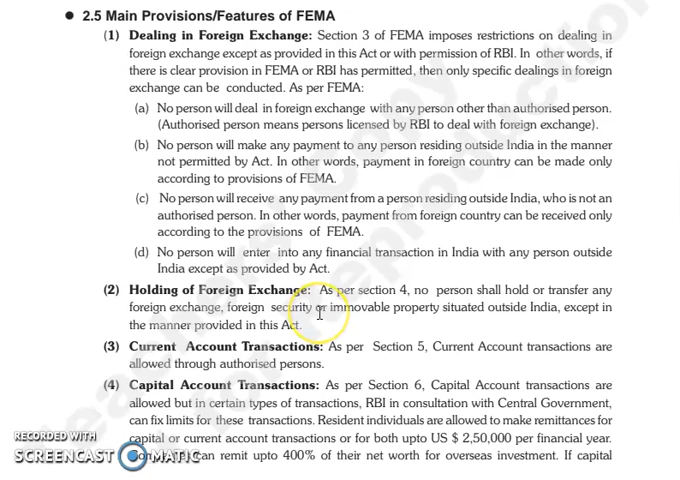 ● 2.5 Main Provisions/Features of FEMA
(1) Dealing in Foreign Exchange: Section 3 of FEMA imposes restrictions on dealing in
foreign exchange except as provided in this Act or with permission of RBI. In other words, if
there is clear provision in FEMA or RBI has permitted, then only specific dealings in foreign
exchange can be conducted. As per FEMA:
(a) No person will deal in foreign exchange with any person other than authorised person.
(Authorised person means persons licensed by RBI to deal with foreign exchange).
(b) No person will make any payment to any person residing outside India in the manner
not permitted by Act. In other words, payment in foreign country can be made only
according to provisions of FEMA.
(c) No person will receive any payment from a person residing outside India, who is not an
authorised person. In other words, payment from foreign country can be received only
according to the provisions of FEMA.
(d) No person will enter into any financial transaction in India with any person outside
India except as provided by Act.
(2) Holding of Foreign Exchange: As per section 4, no person shall hold or transfer any
foreign exchange, foreign security or immovable property situated outside India, except in
the manner provided in this Act.
(3) Current Account Transactions: As per Section 5, Current Account transactions are
allowed through authorised persons.
(4) Capital Account Transactions: As per Section 6, Capital Account transactions are
allowed but in certain types of transactions, RBI in consultation with Central Government,
can fix limits for these transactions. Resident individuals are allowed to make remittances for
capital or current account transactions or for both upto US $ 2,50,000 per financial year.
can remit upto 400% of their net worth for overseas investment. If capital
RECORDED WITH
SCREENCAST MATIC